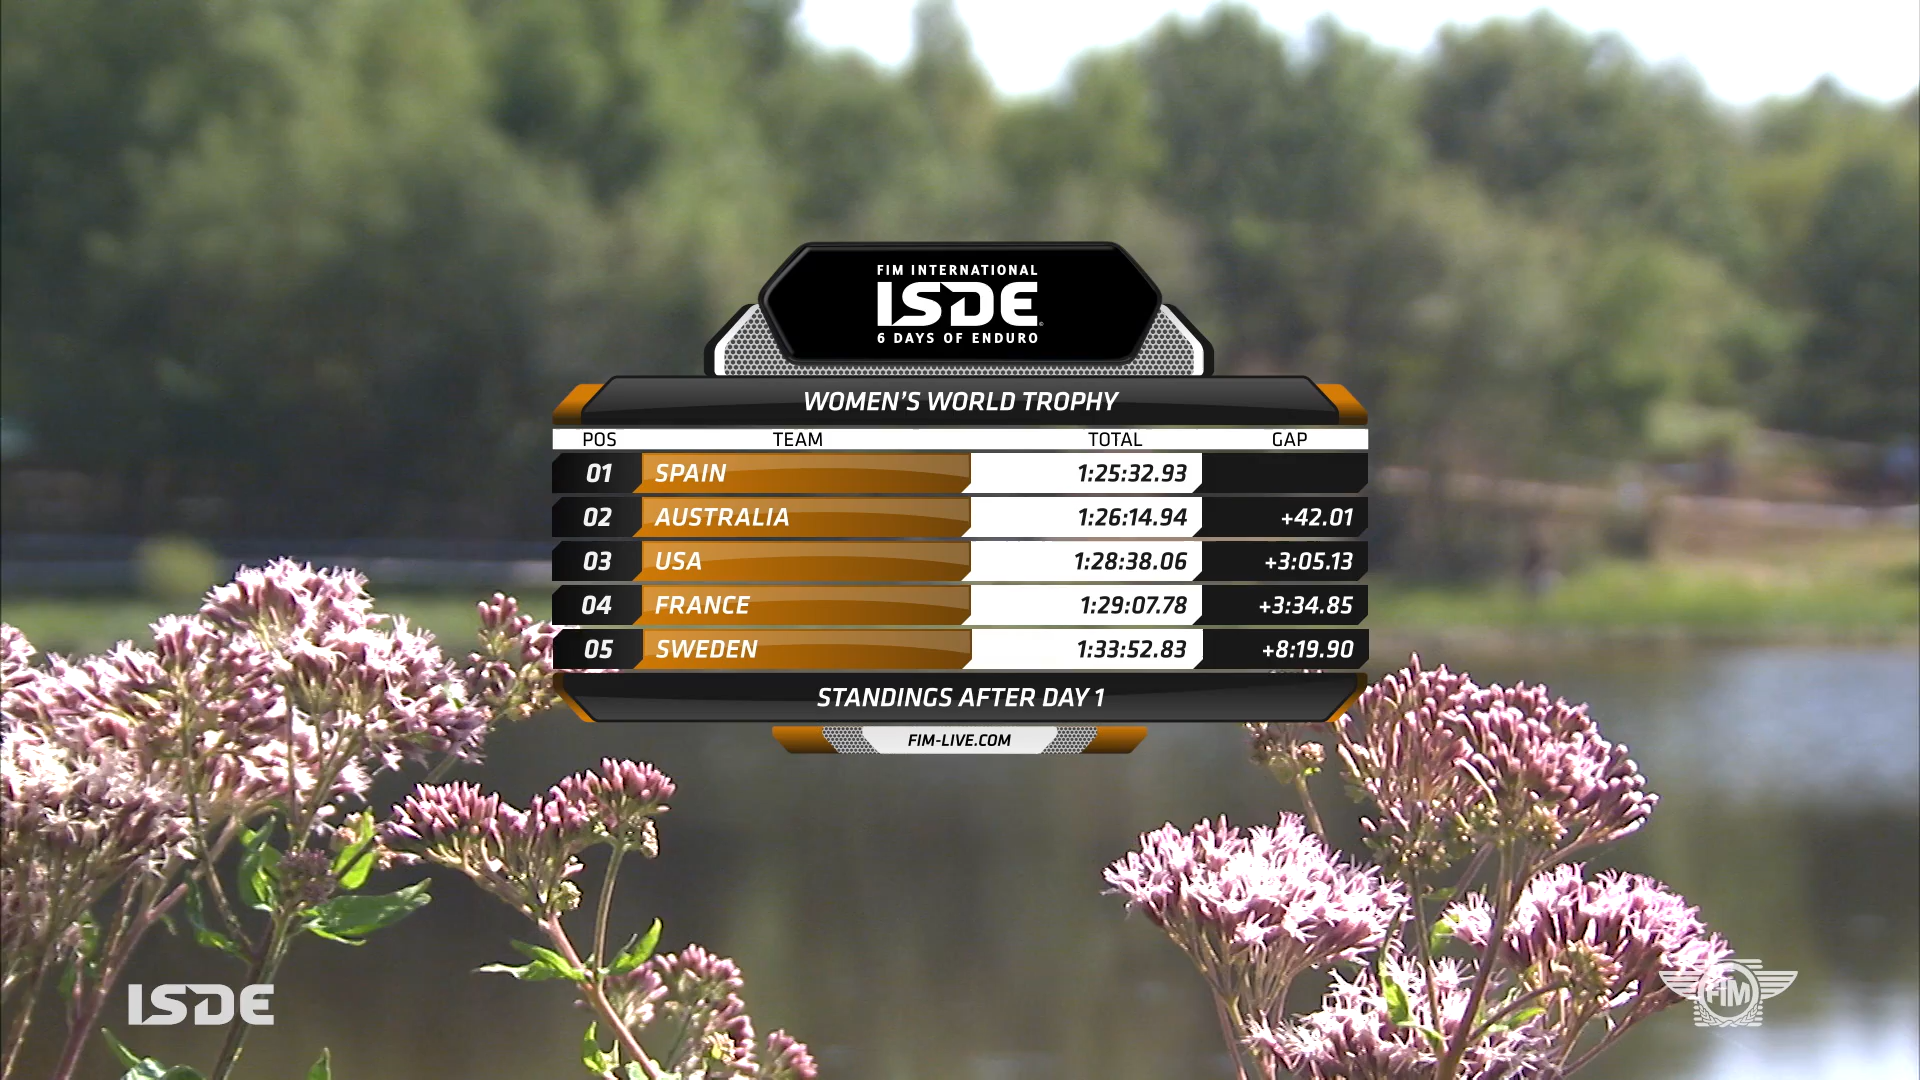 FIM INTERNATIONAL
ISDE
6 DAYS OF ENDURO
WOMEN'S WORLD TROPHY
POS TEAM TOTAL GAP
01 SPAIN 1:25:32.93
02 AUSTRALIA 1:26:14.94 +42.01
03 USA 1:28:38.06 +3:05.13
04 FRANCE 1:29:07.78 +3:34.85
05 SWEDEN 1:33:52.83 +8:19.90
STANDINGS AFTER DAY 1
FIM-LIVE.COM
ISDE
FIM